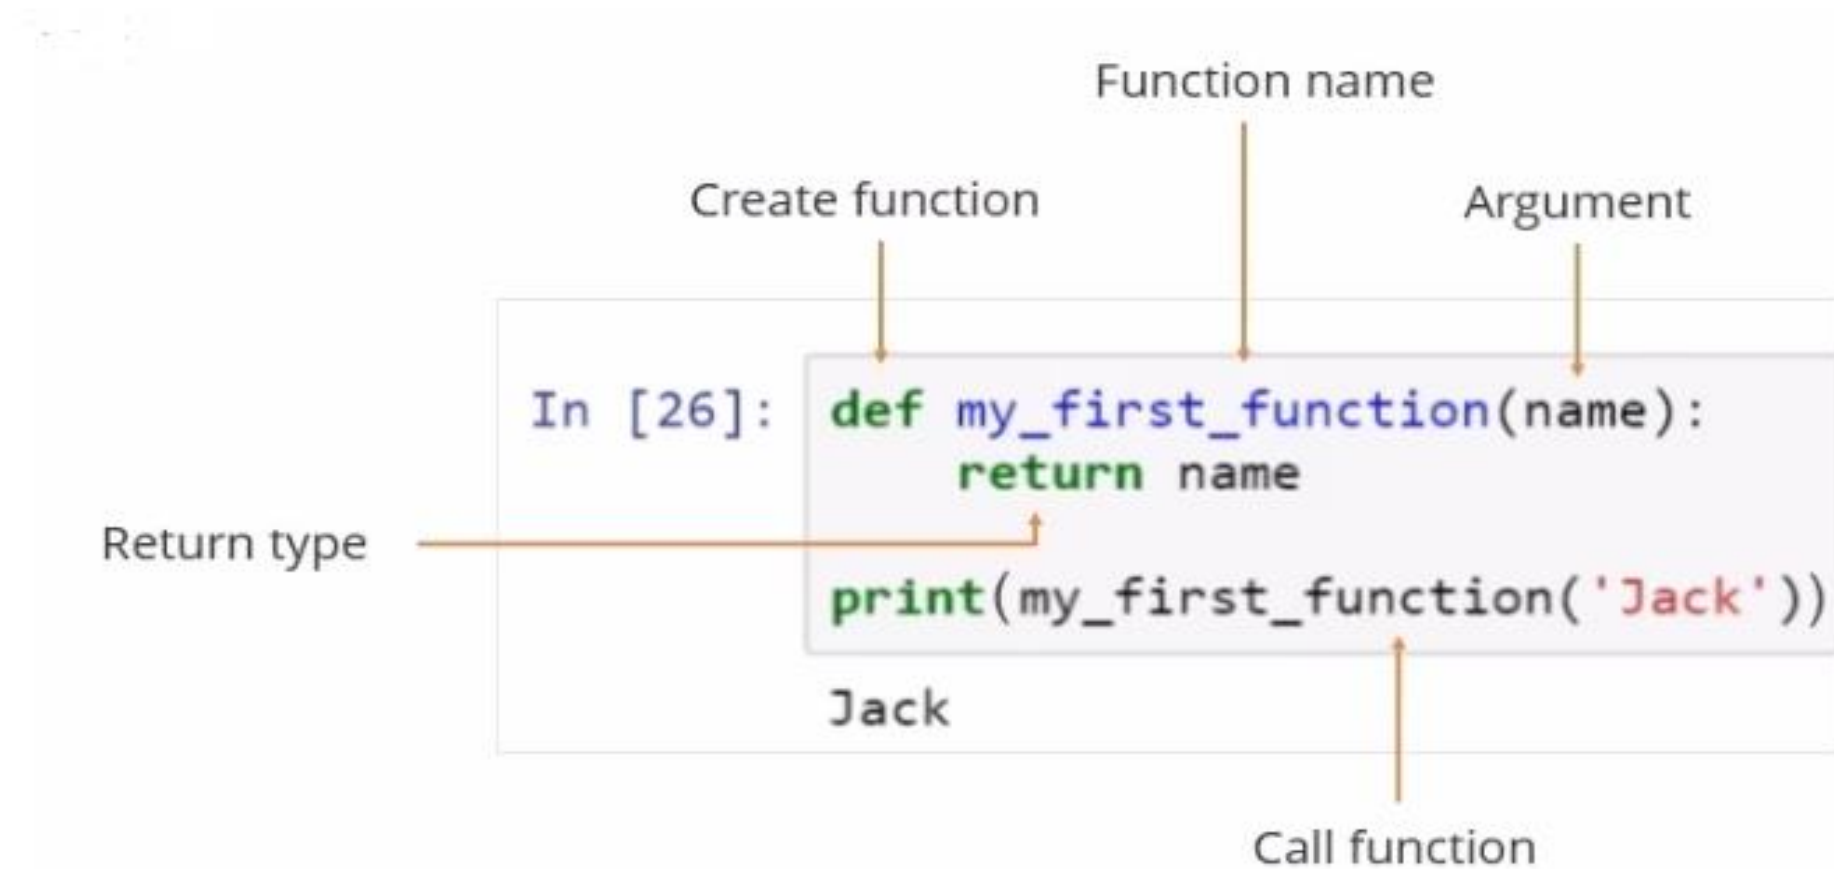 Function name
Create function
Argument
In [26]:
def my_first_function(name):
    return name
Return type
print(my_first_function('Jack'))
Jack
Call function